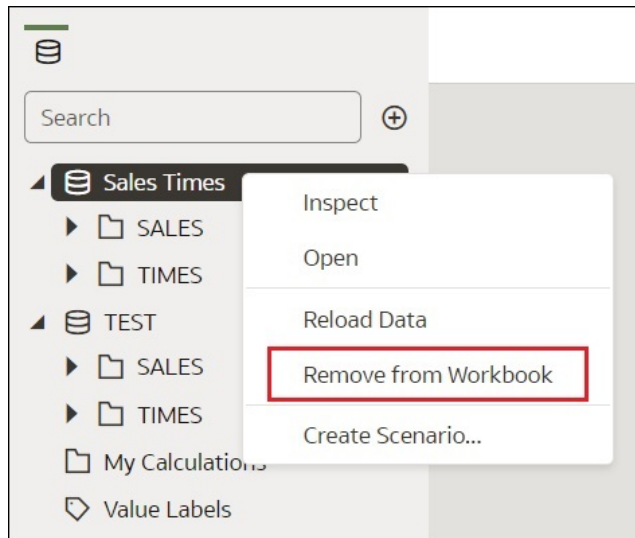 Search
Sales Times
SALES
TIMES
TEST
SALES
TIMES
My Calculations
Value Labels
Inspect
Open
Reload Data
Remove from Workbook
Create Scenario...